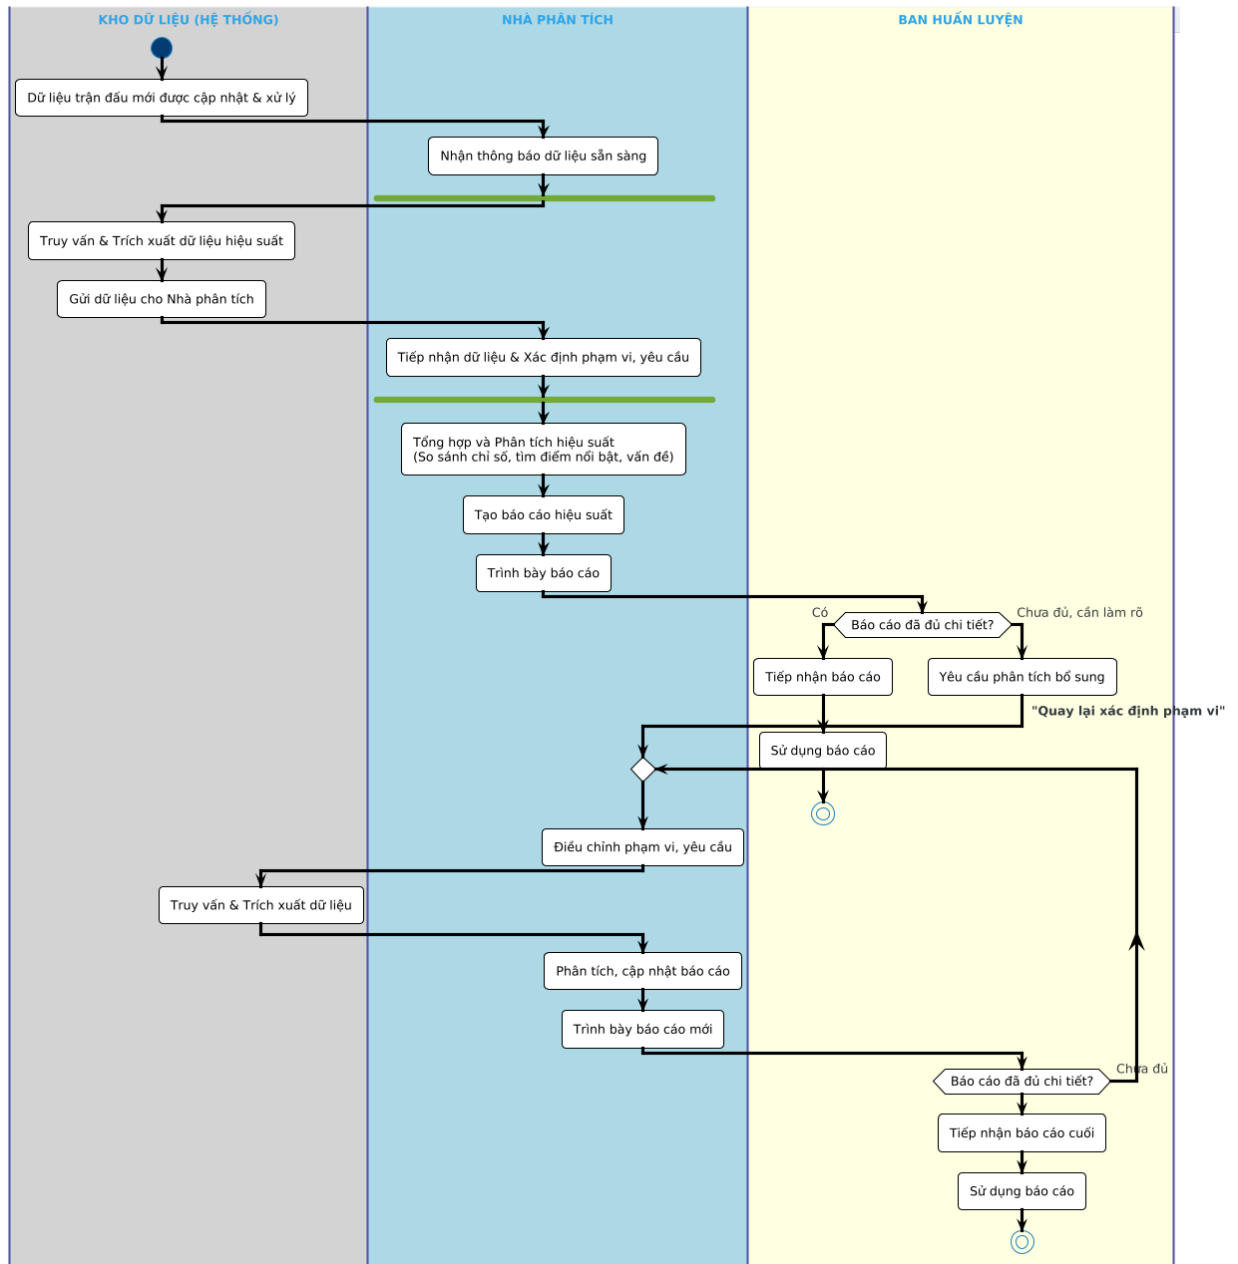 KHO DỮ LIỆU (HỆ THỐNG)
NHÀ PHÂN TÍCH
BAN HUẤN LUYỆN
Dữ liệu trận đấu mới được cập nhật & xử lý
Nhận thông báo dữ liệu sẵn sàng
Truy vấn & Trích xuất dữ liệu hiệu suất
Gửi dữ liệu cho Nhà phân tích
Tiếp nhận dữ liệu & Xác định phạm vi, yêu cầu
Tổng hợp và Phân tích hiệu suất
(So sánh chỉ số, tìm điểm nổi bật, vấn đề)
Tạo báo cáo hiệu suất
Trình bày báo cáo
Có
Báo cáo đã đủ chi tiết?
Chưa đủ, cần làm rõ
Tiếp nhận báo cáo
Yêu cầu phân tích bổ sung
"Quay lại xác định phạm vi"
Sử dụng báo cáo
Điều chỉnh phạm vi, yêu cầu
Truy vấn & Trích xuất dữ liệu
Phân tích, cập nhật báo cáo
Trình bày báo cáo mới
Báo cáo đã đủ chi tiết?
Chưa đủ
Tiếp nhận báo cáo cuối
Sử dụng báo cáo